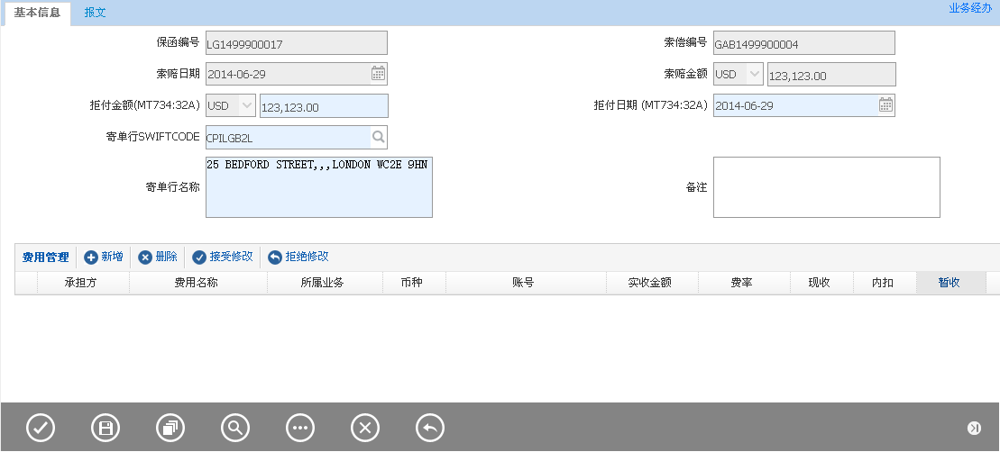 基本信息 报文 业务经办
保函编号 LG1499900017 索偿编号 GAB1499900004
索赔日期 2014-06-29 索赔金额 USD 123,123.00
拒付金额(MT734:32A) USD 123,123.00 拒付日期 (MT734:32A) 2014-06-29
寄单行SWIFTCODE CPILGB2L
寄单行名称 25 BEDFORD STREET,,,LONDON WC2E 9HN 备注
费用管理 新增 删除 接受修改 拒绝修改
承担方 费用名称 所属业务 币种 账号 实收金额 费率 现收 内扣 暂收